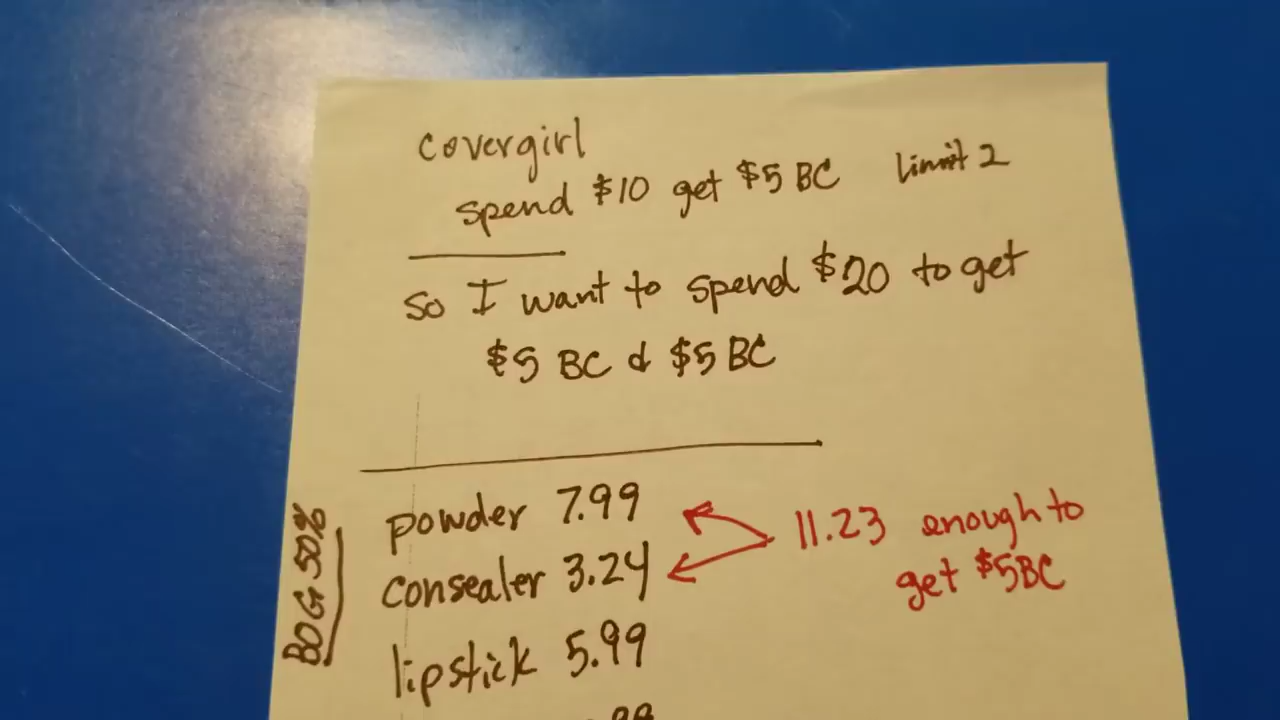 covergirl
spend $10 get $5 BC limit 2
so I want to spend $20 to get
$5 BC & $5 BC
BOG 50%
powder 7.99
consealer 3.24
11.23 enough to
get $5BC
lipstick 5.99